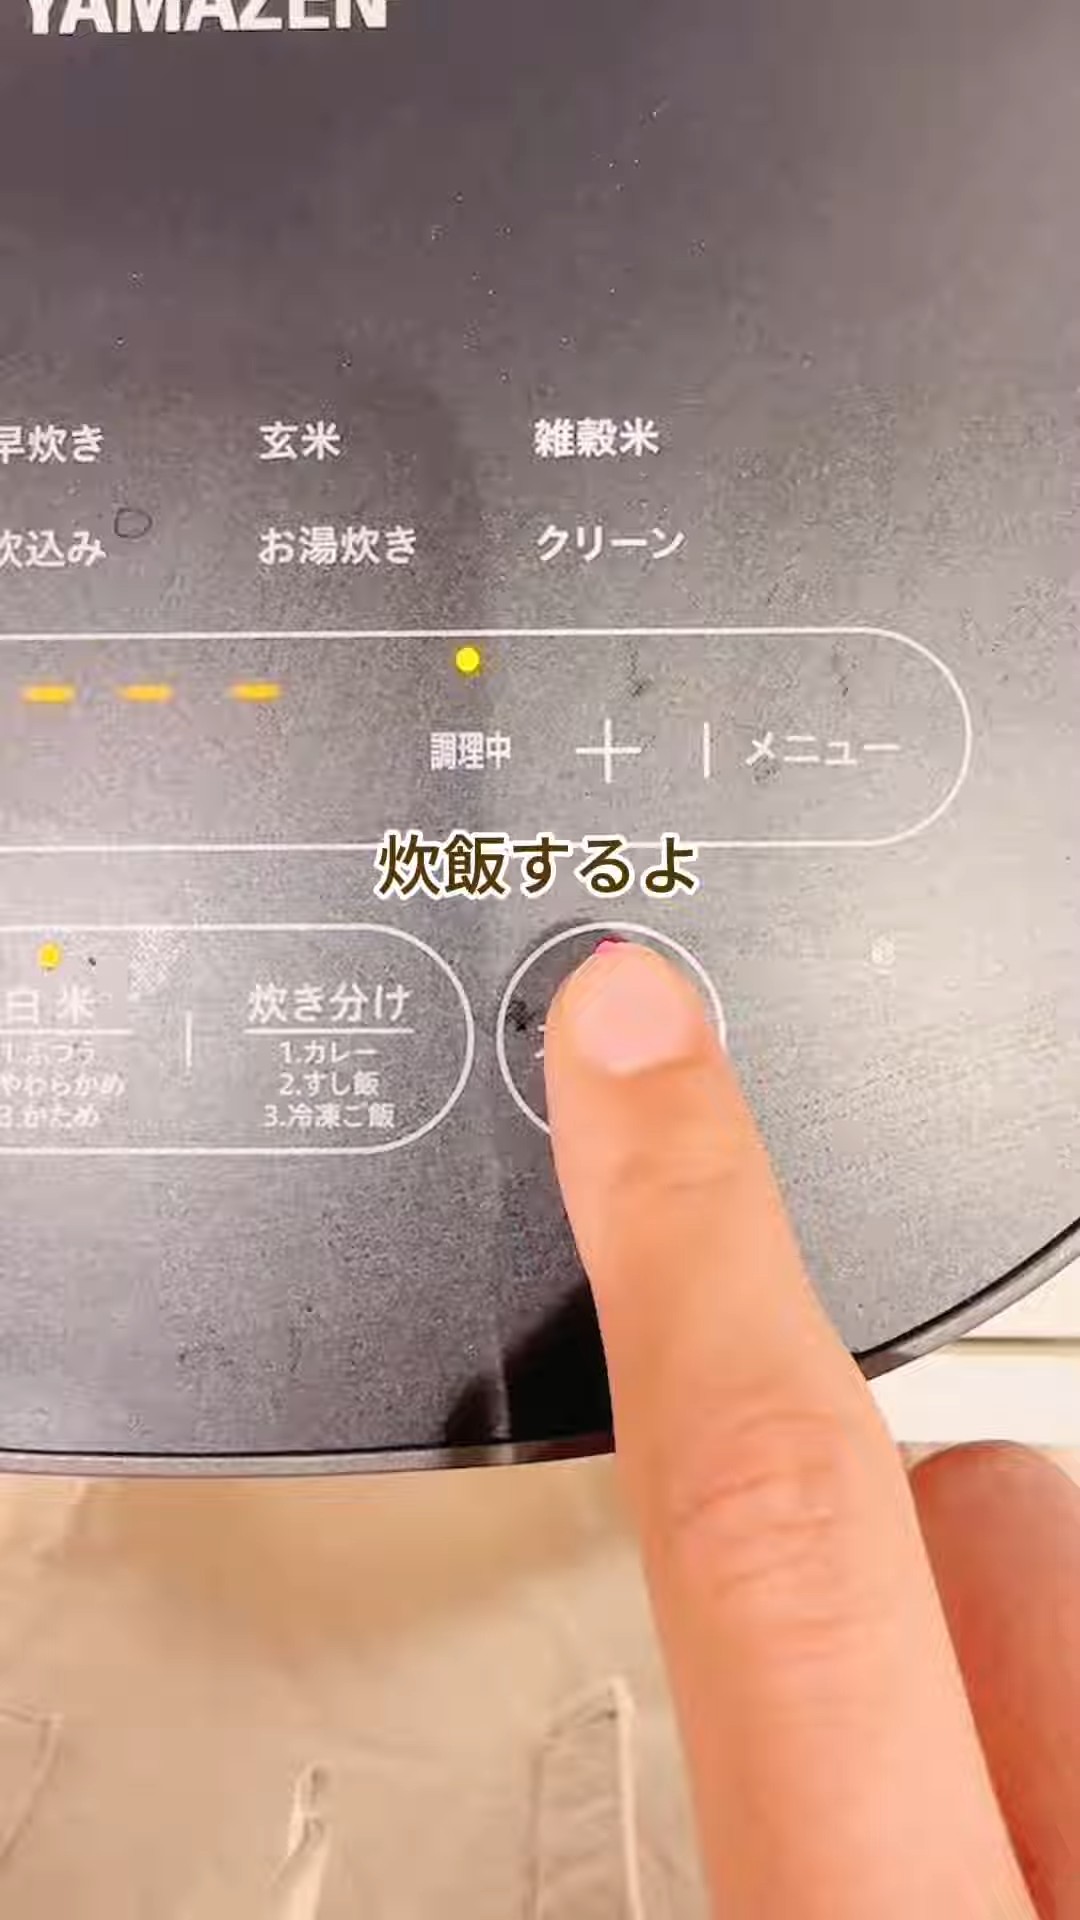 YAMAZEN
早炊き 玄米 雑穀米
炊込み お湯炊き クリーン
調理中 + | メニュー
炊飯するよ
白米 | 炊き分け
1.ふつう 1.カレー
やわらかめ 2.すし飯
3.かため 3.冷凍ご飯